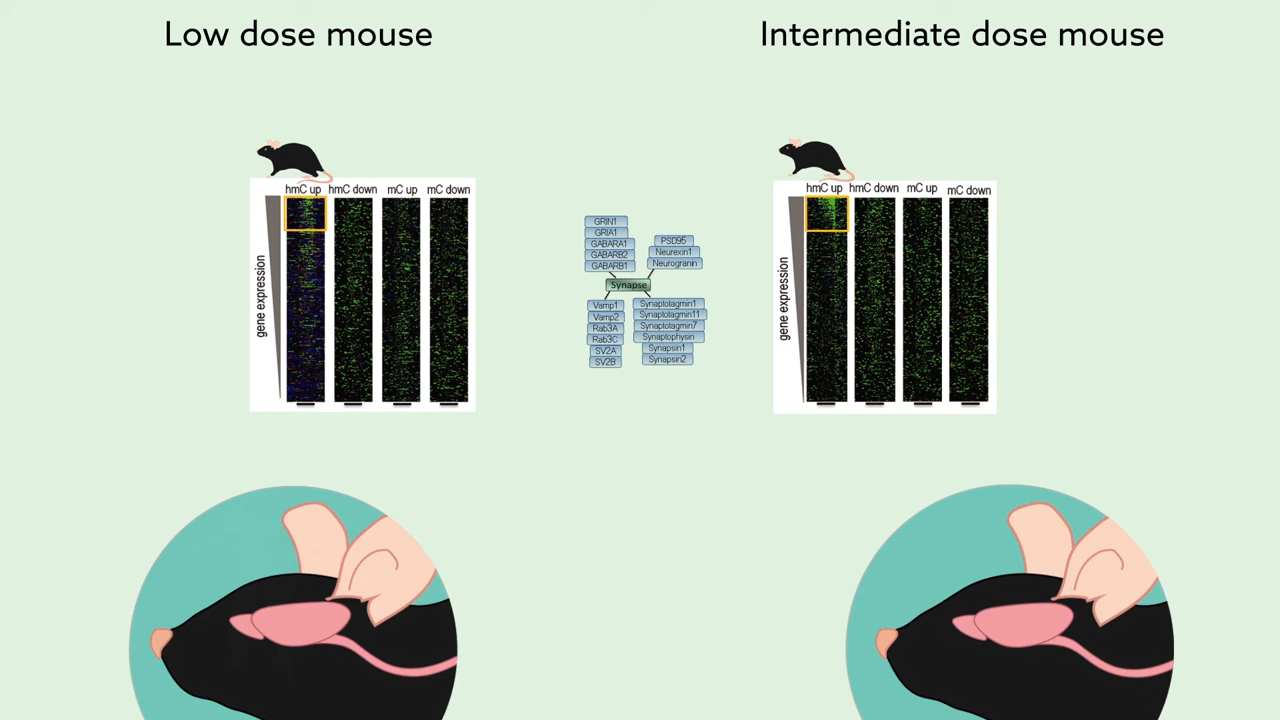 Low dose mouse
Intermediate dose mouse
hmC up hmC down mC up mC down
gene expression
GRIN1
GRIA1
GABARA1
GABARB2
GABARB1
PSD95
Neurexin1
Neurogranin
Synapse
Vamp1
Vamp2
Rab3A
Rab3C
SV2A
SV2B
Synaptotagmin1
Synaptotagmin11
Synaptotagmin7
Synaptophysin
Synapsin1
Synapsin2
hmC up hmC down mC up mC down
gene expression